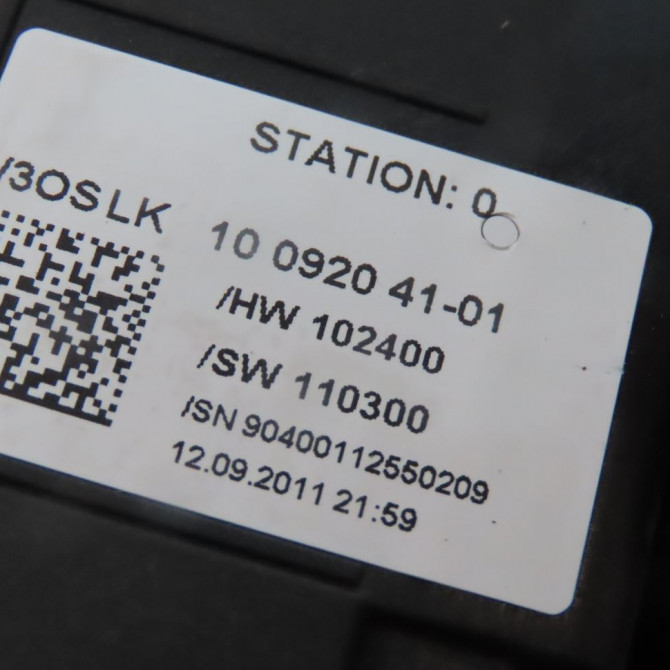 STATION: 0
/3OSLK
10 0920 41-01
/HW 102400
/SW 110300
/SN 90400112550209
12.09.2011 21:59